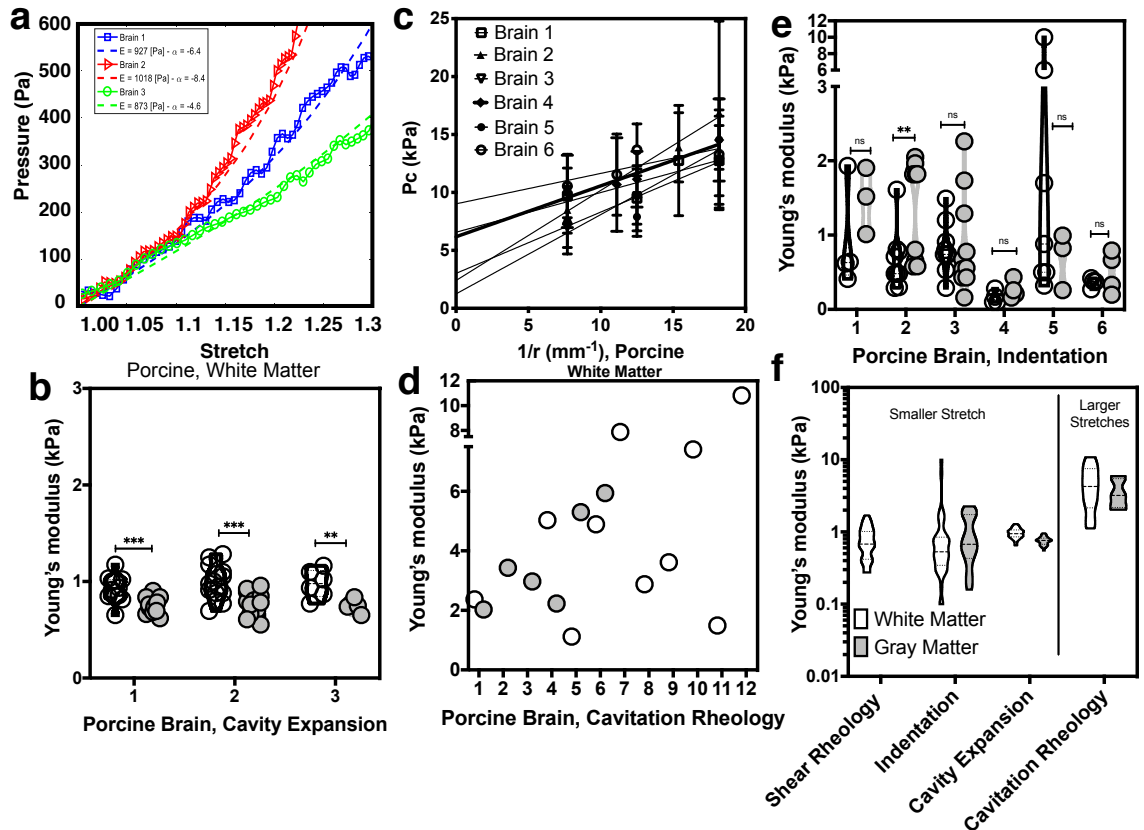 a
Pressure (Pa)
600
500
400
300
200
100
0
Brain 1
E = 927 [Pa] - α = -6.4
Brain 2
E = 1018 [Pa] - α = -8.4
Brain 3
E = 873 [Pa] - α = -4.6
1.00 1.05 1.1 1.15 1.2 1.25 1.3
Stretch
Porcine, White Matter
b
Young's modulus (kPa)
3
2
1
0
*** *** **
1 2 3
Porcine Brain, Cavity Expansion
c
Pc (kPa)
25
20
15
10
5
0
Brain 1
Brain 2
Brain 3
Brain 4
Brain 5
Brain 6
0 5 10 15 20
1/r (mm⁻¹), Porcine
White Matter
d
Young's modulus (kPa)
12
10
8
6
4
2
0
1 2 3 4 5 6 7 8 9 10 11 12
Porcine Brain, Cavitation Rheology
e
Young's modulus (kPa)
12
10
8
6
2
1
0
ns ** ns ns ns ns
1 2 3 4 5 6
Porcine Brain, Indentation
f
Young's modulus (kPa)
100
10
1
0.1
0.01
Smaller Stretch
Larger
Stretches
White Matter
Gray Matter
Shear Rheology
Indentation
Cavity Expansion
Cavitation Rheology